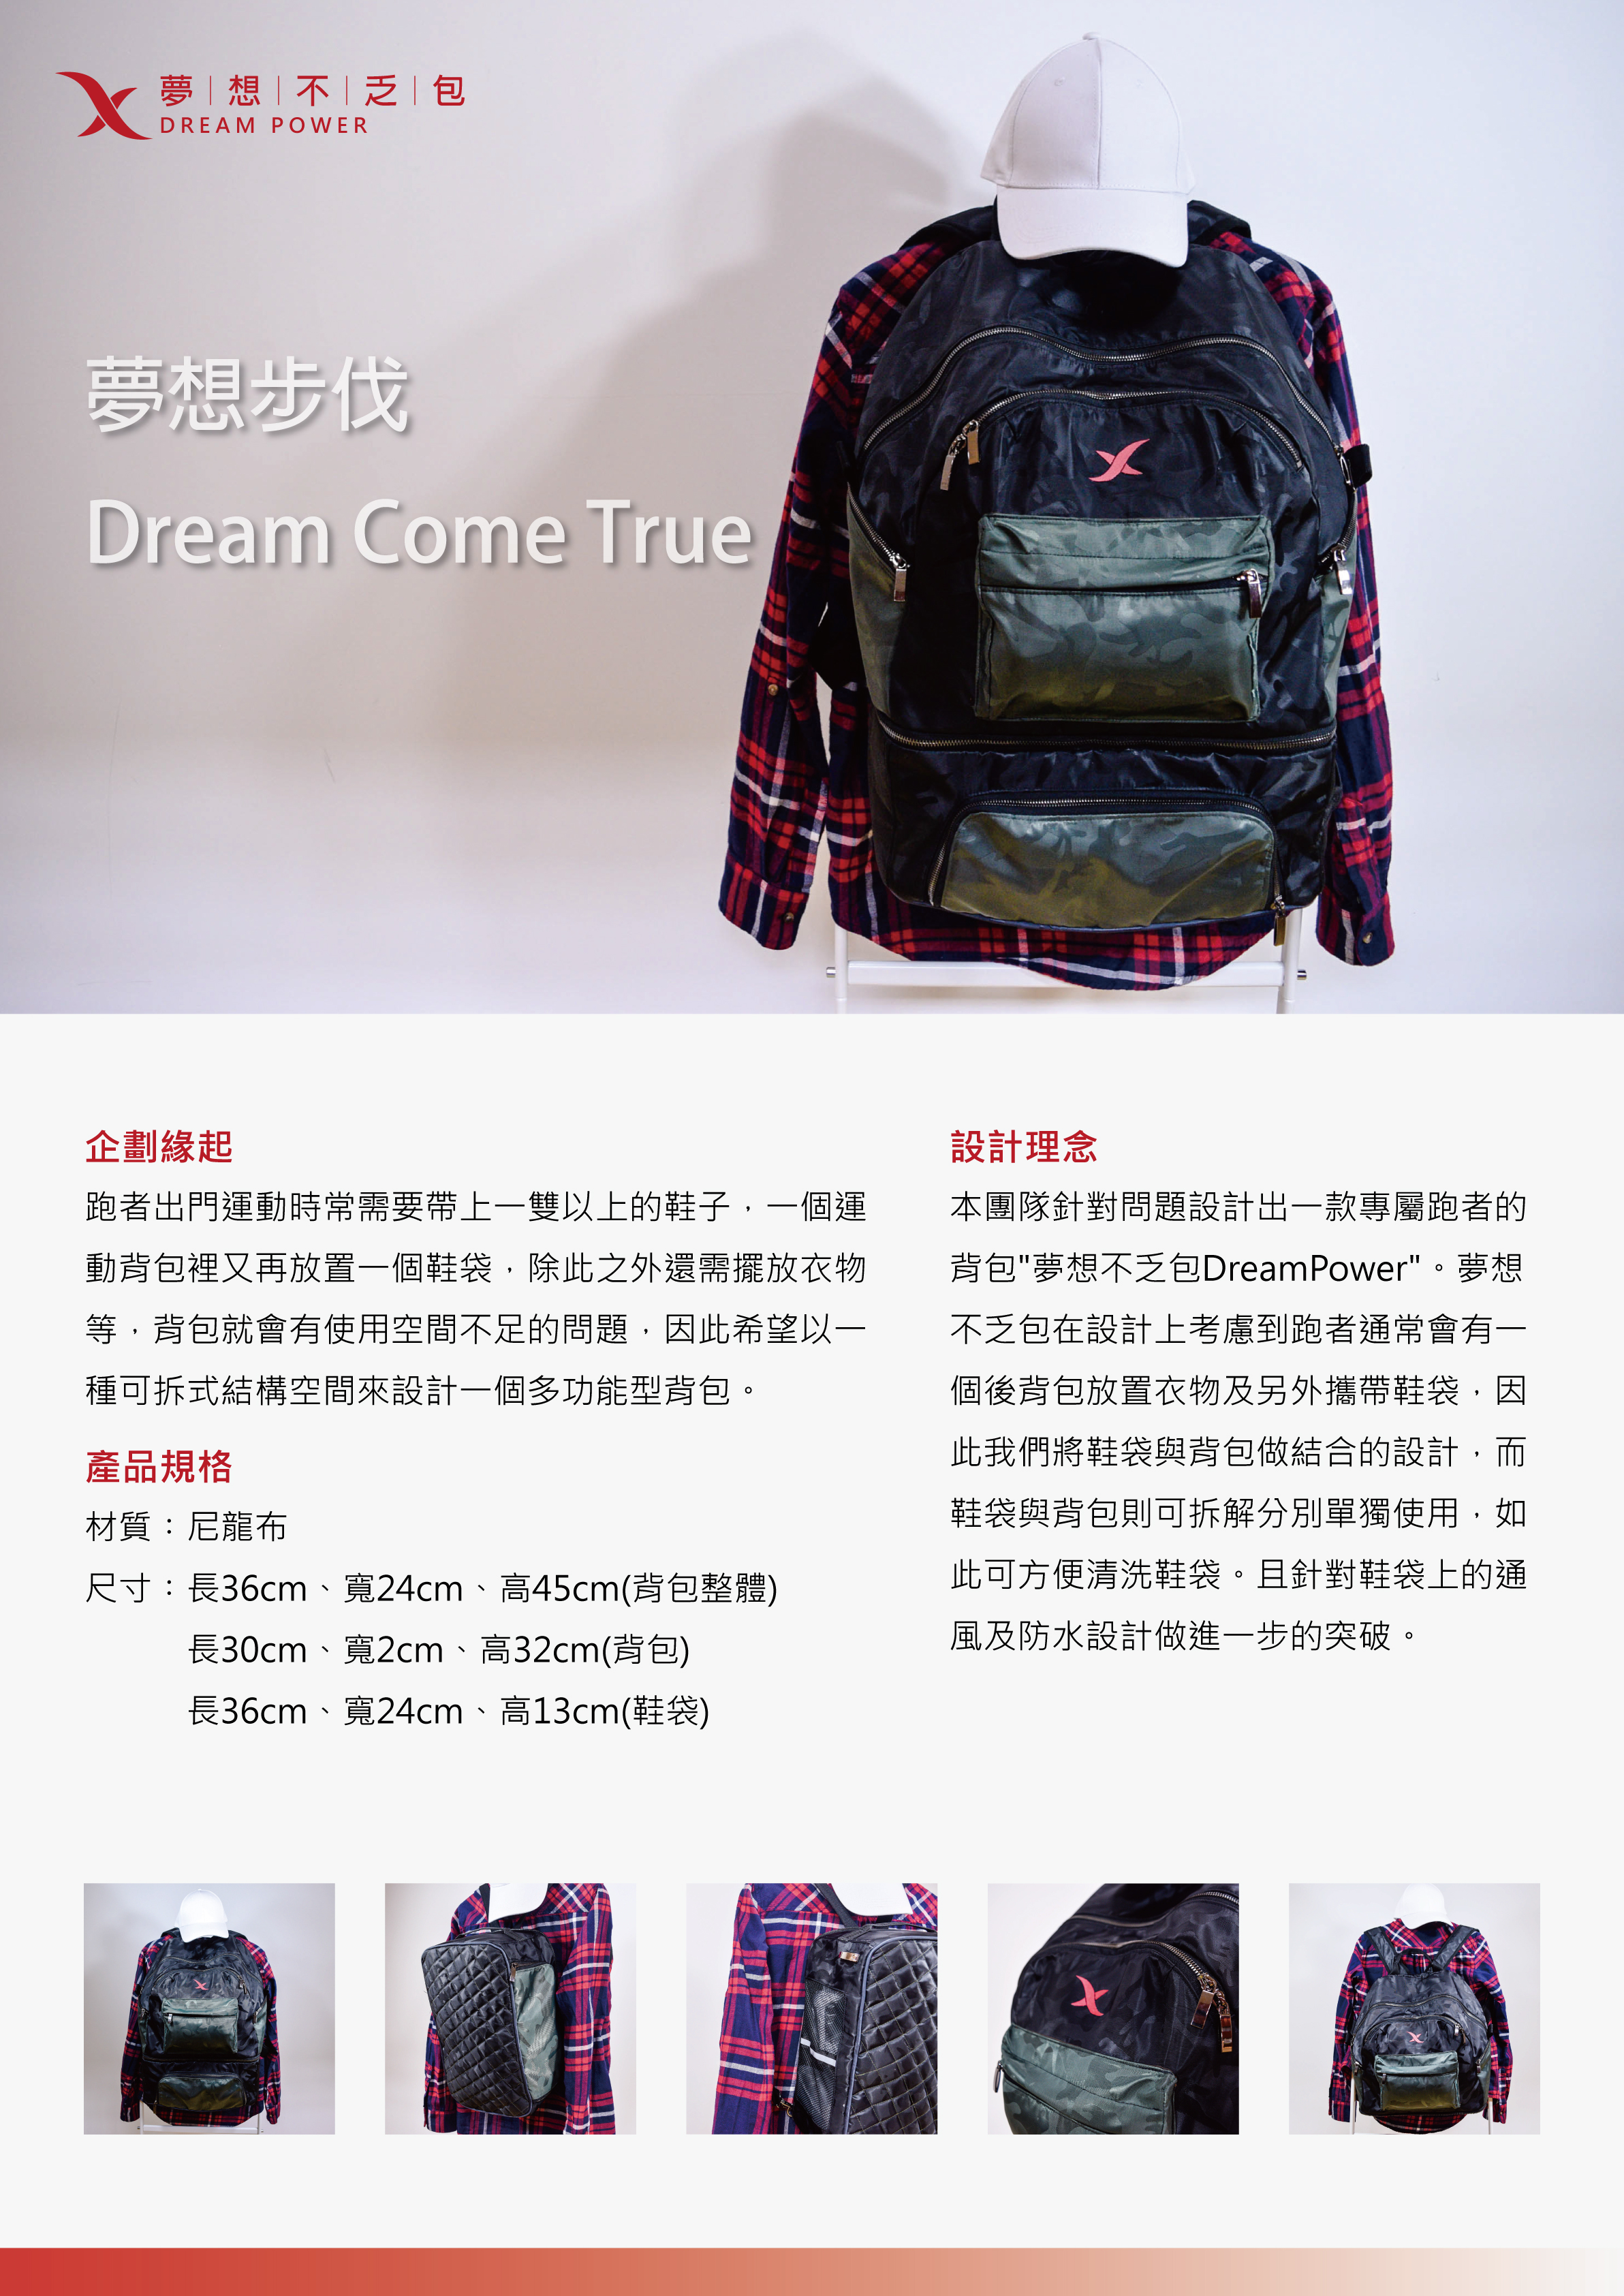 夢|想|不|乏|包
DREAM POWER
夢想步伐
Dream Come True
企劃緣起
跑者出門運動時常需要帶上一雙以上的鞋子，一個運
動背包裡又再放置一個鞋袋，除此之外還需擺放衣物
等，背包就會有使用空間不足的問題，因此希望以一
種可拆式結構空間來設計一個多功能型背包。
產品規格
材質：尼龍布
尺寸：長36cm、寬24cm、高45cm(背包整體)
長30cm、寬2cm、高32cm(背包)
長36cm、寬24cm、高13cm(鞋袋)
設計理念
本團隊針對問題設計出一款專屬跑者的
背包"夢想不乏包DreamPower"。夢想
不乏包在設計上考慮到跑者通常會有一
個後背包放置衣物及另外攜帶鞋袋，因
此我們將鞋袋與背包做結合的設計，而
鞋袋與背包則可拆解分別單獨使用，如
此可方便清洗鞋袋。且針對鞋袋上的通
風及防水設計做進一步的突破。